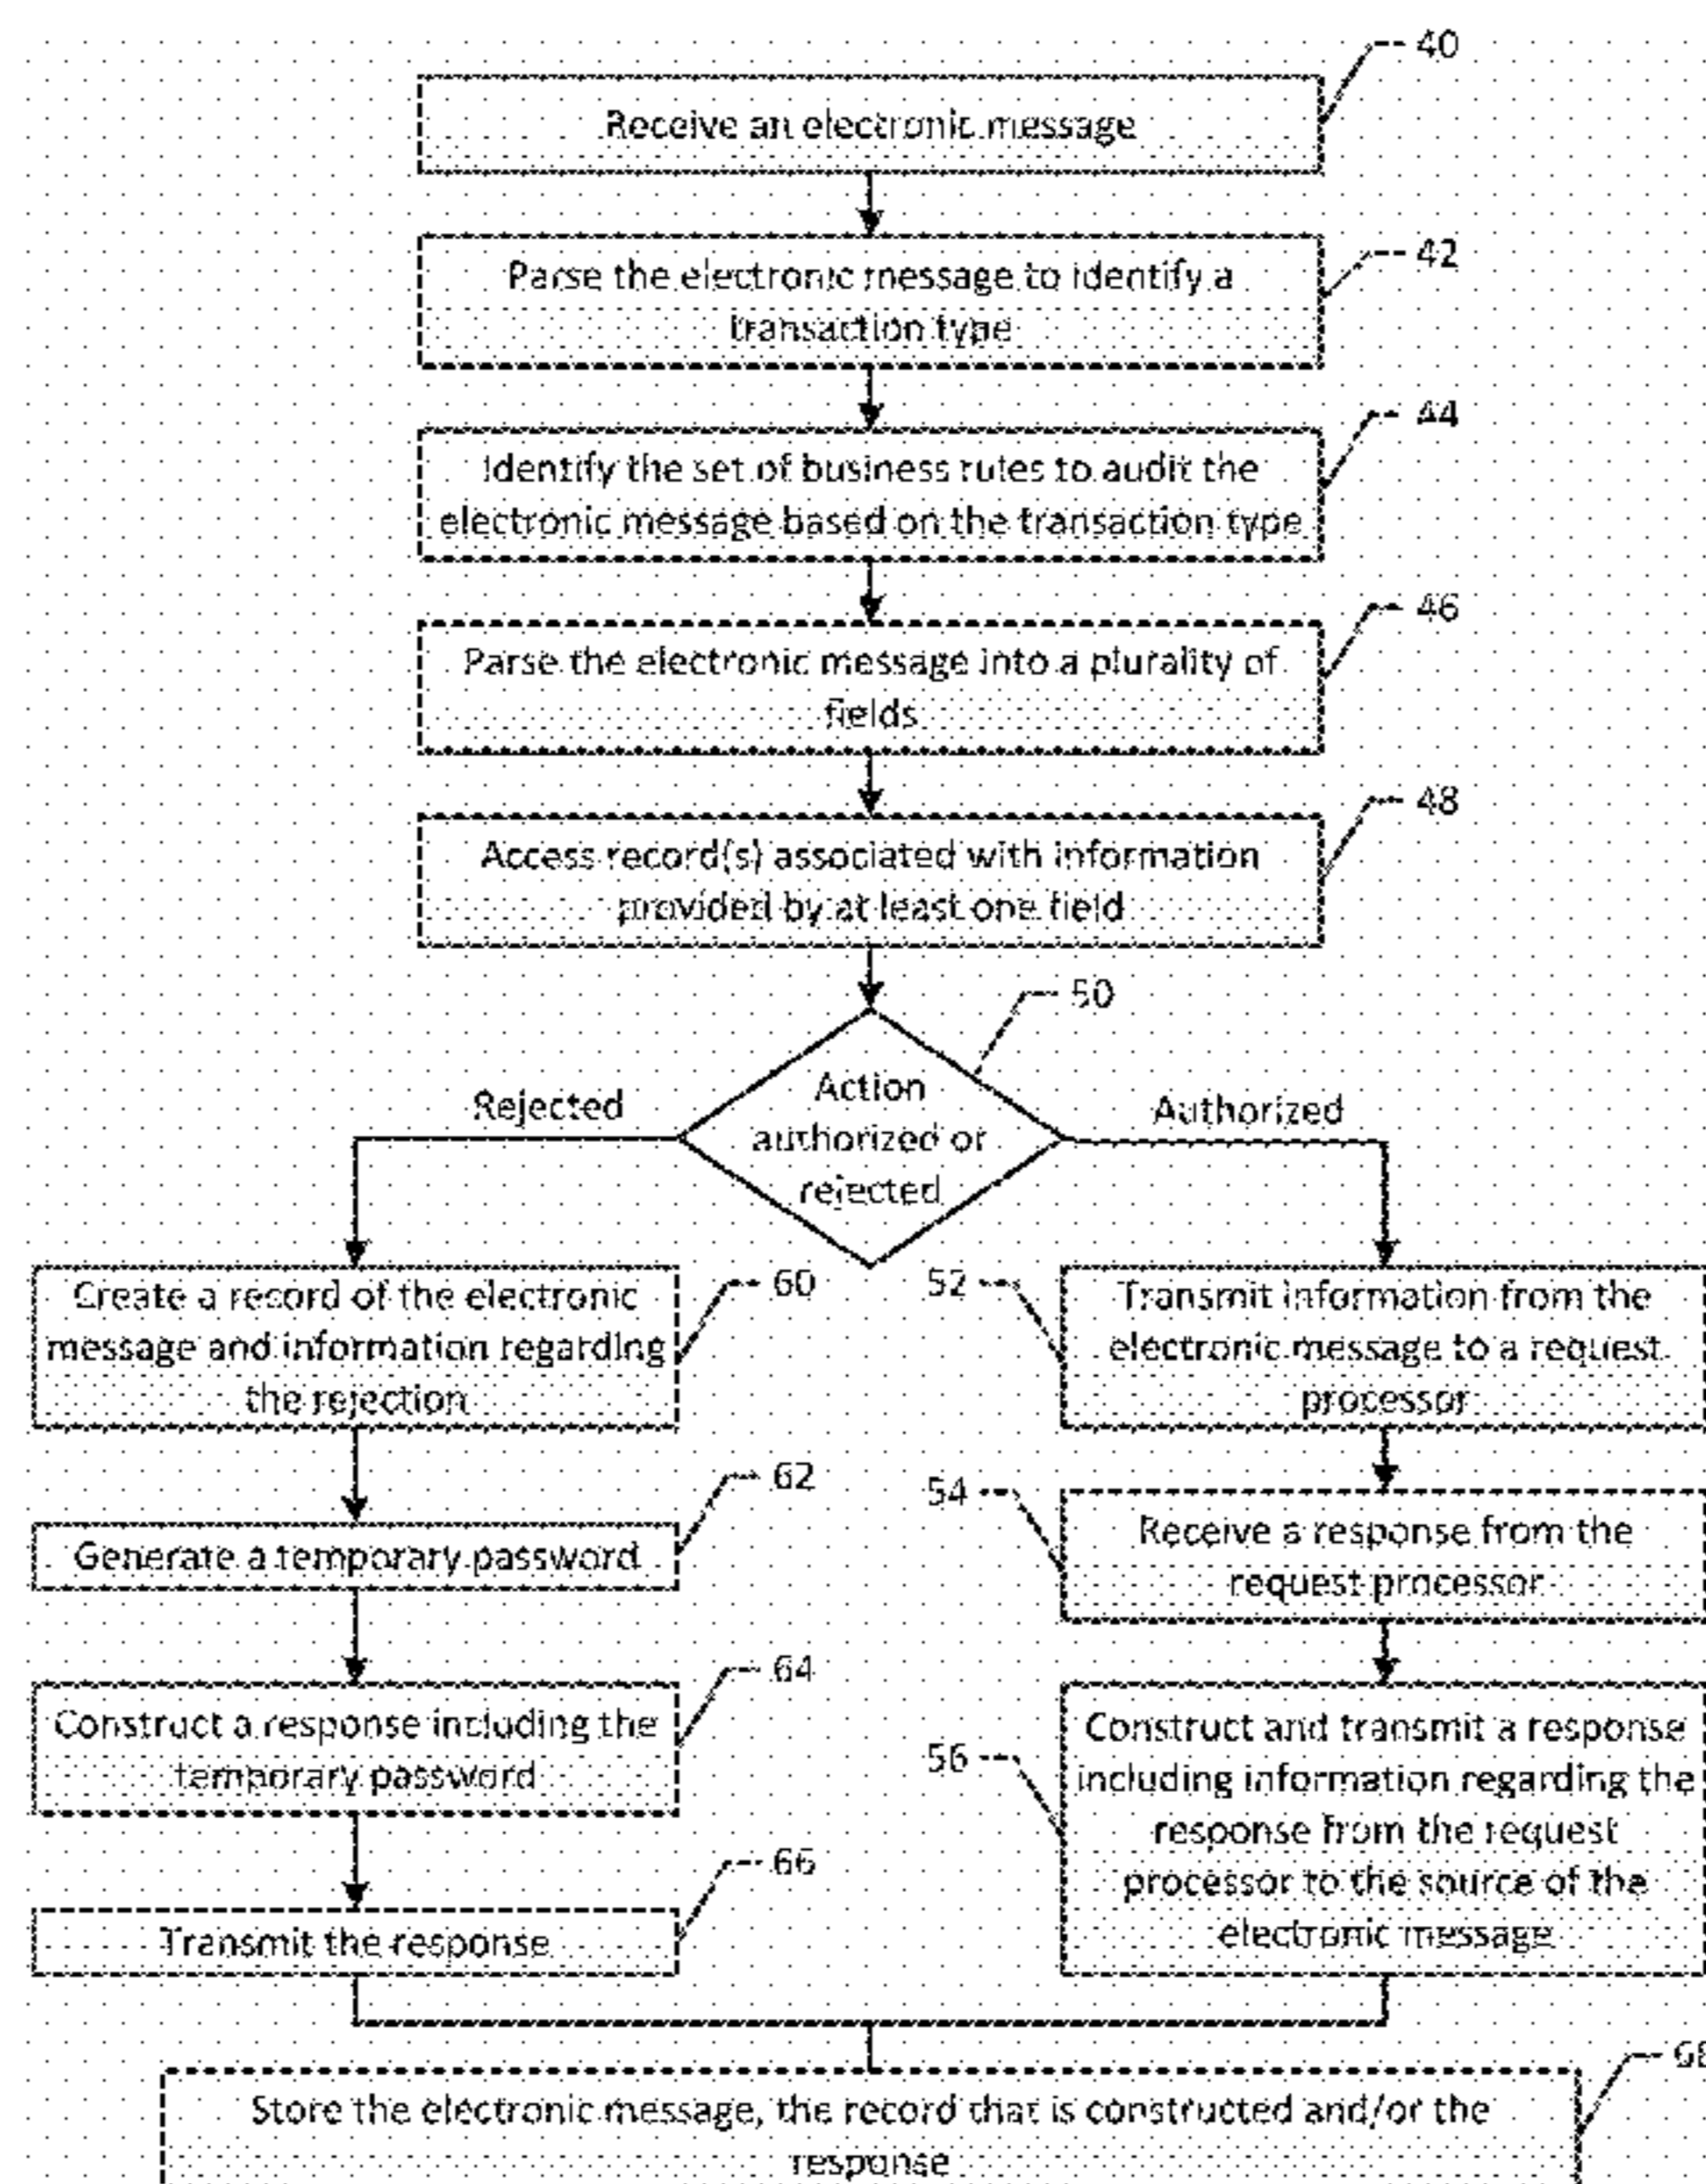 40
Receive an electronic message
42
Parse the electronic message to identify a
transaction type
44
Identify the set of business rules to audit the
electronic message based on the transaction type
46
Parse the electronic message into a plurality of
fields
48
Access record(s) associated with information
provided by at least one field
50
Action
authorized or
rejected
Rejected
Authorized
60
Create a record of the electronic
message and information regarding
the rejection
62
Generate a temporary password
64
Construct a response including the
temporary password
66
Transmit the response
52
Transmit information from the
electronic message to a request
processor
54
Receive a response from the
request processor
56
Construct and transmit a response
including information regarding the
response from the request
processor to the source of the
electronic message
Store the electronic message, the record that is constructed and/or the
response